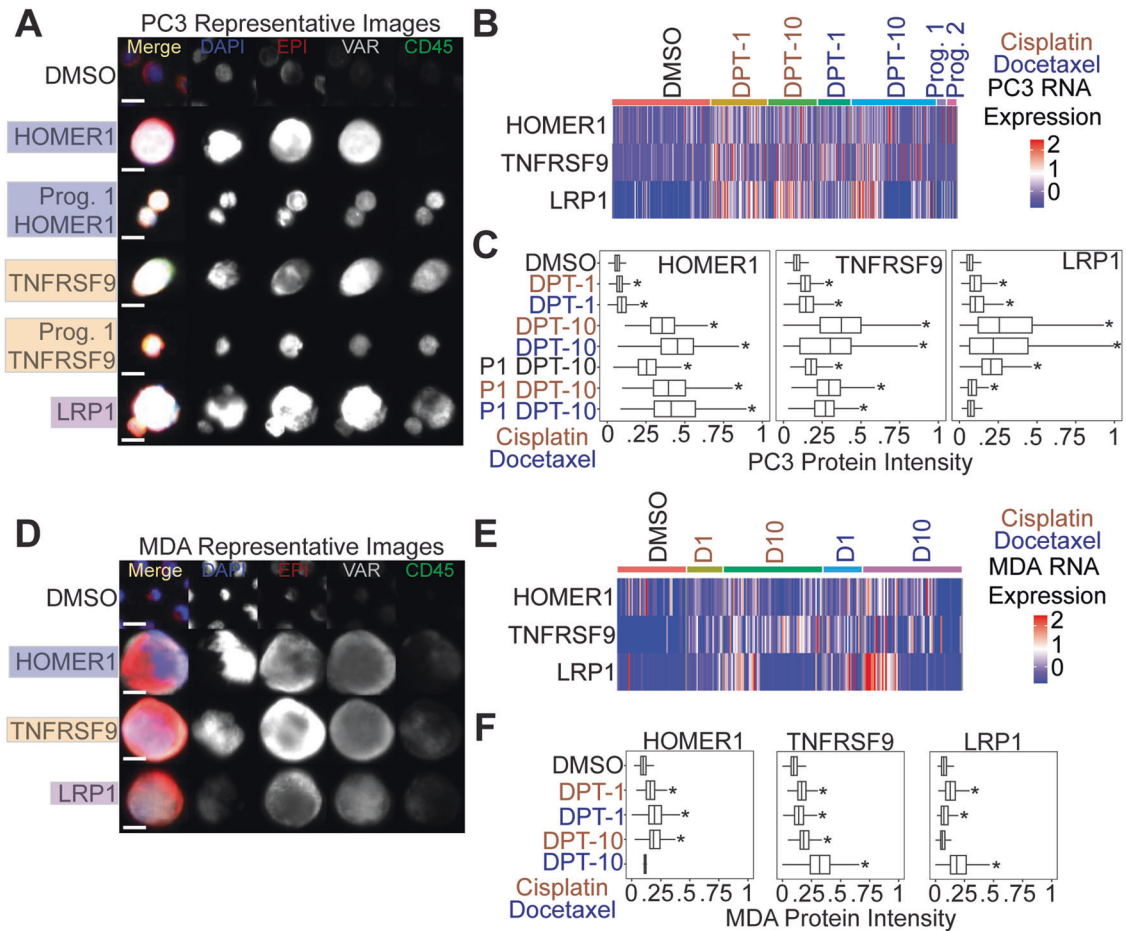 A
PC3 Representative Images
Merge DAPI EPI VAR CD45
DMSO
HOMER1
Prog. 1
HOMER1
TNFRSF9
Prog. 1
TNFRSF9
LRP1
B
DMSO
DPT-1
DPT-10
DPT-1
DPT-10
Prog. 1
Prog. 2
Cisplatin
Docetaxel
PC3 RNA
Expression
2
1
0
HOMER1
TNFRSF9
LRP1
C
HOMER1 TNFRSF9 LRP1
DMSO
DPT-1 * * *
DPT-1 * * *
DPT-10 * * *
DPT-10 * * *
P1 DPT-10 * * *
P1 DPT-10 * * *
P1 DPT-10 * *
Cisplatin
Docetaxel
0 .25 .5 .75 1 0 .25 .5 .75 1 0 .25 .5 .75 1
PC3 Protein Intensity
D
MDA Representative Images
Merge DAPI EPI VAR CD45
DMSO
HOMER1
TNFRSF9
LRP1
E
DMSO
D1
D10
D1
D10
Cisplatin
Docetaxel
MDA RNA
Expression
2
1
0
HOMER1
TNFRSF9
LRP1
F
HOMER1 TNFRSF9 LRP1
DMSO
DPT-1 * * *
DPT-1 * * *
DPT-10 * *
DPT-10 * *
Cisplatin
Docetaxel
0 .25 .5 .75 1 0 .25 .5 .75 1 0 .25 .5 .75 1
MDA Protein Intensity